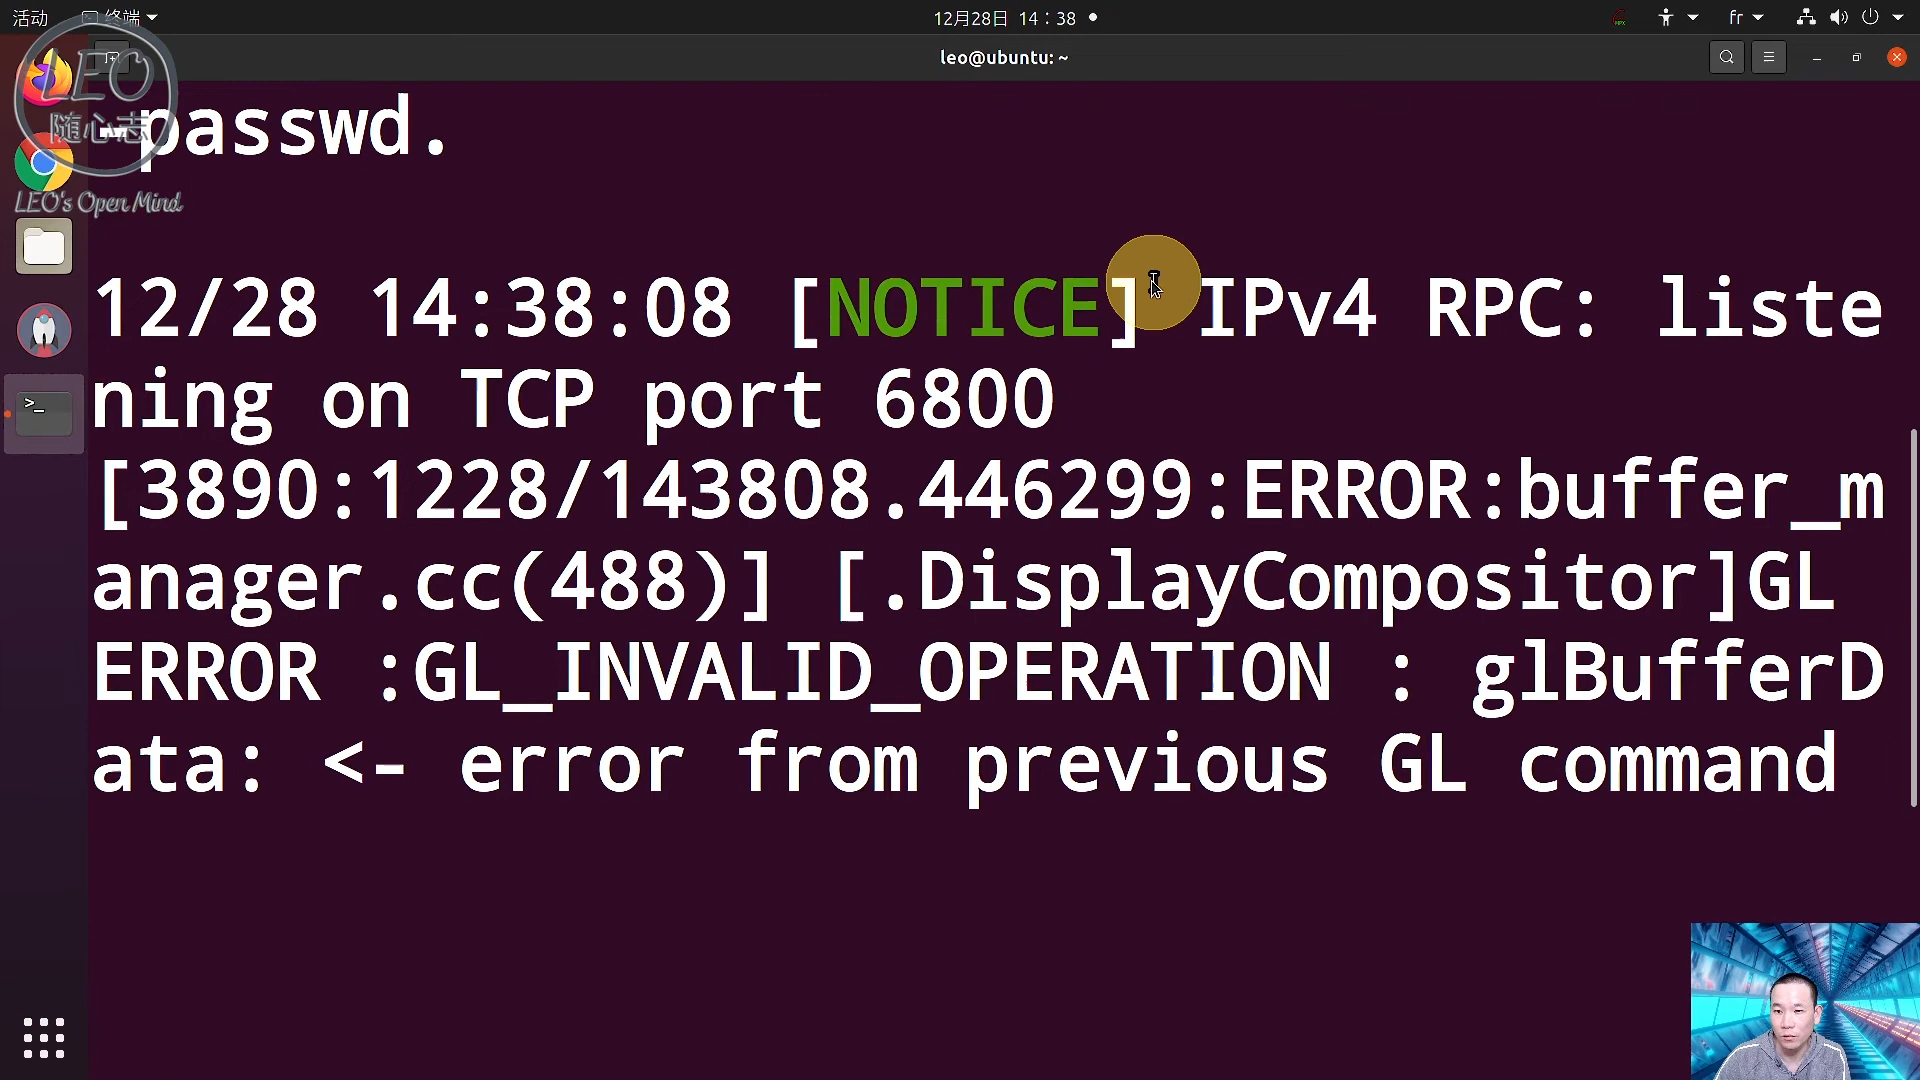 活动 终端 12月28日 14：38 fr
leo@ubuntu: ~
LEO
随心志
LEO's Open Mind
-passwd.
12/28 14:38:08 [NOTICE] IPv4 RPC: liste
ning on TCP port 6800
[3890:1228/143808.446299:ERROR:buffer_m
anager.cc(488)] [.DisplayCompositor]GL
ERROR :GL_INVALID_OPERATION : glBufferD
ata: <- error from previous GL command